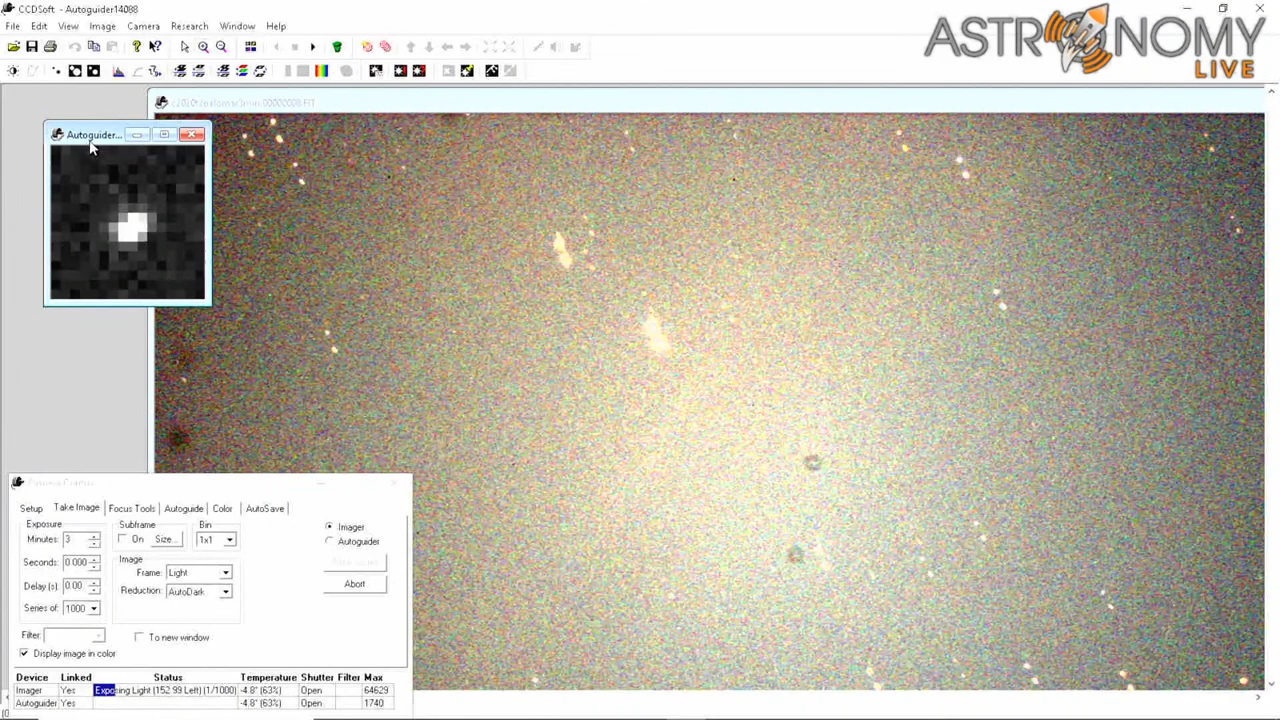 CCDSoft - Autoguider14088
File Edit View Image Camera Research Window Help
ASTRONOMY
LIVE
Autoguider...
Setup Take Image Focus Tools Autoguide Color AutoSave
Exposure Subframe Bin
Minutes: 3 On Size... 1x1
Imager
Autoguider
Seconds: 0.000 Image
Frame: Light
Delay (s) 0.00 Reduction: AutoDark Abort
Series of: 1000
Filter: To new window
Display image in color
Device Linked Status Temperature Shutter Filter Max
Imager Yes Exposing Light (152.99 Left) (1/1000) -4.8° (63%) Open 64629
Autoguider Yes -4.8° (63%) Open 1740